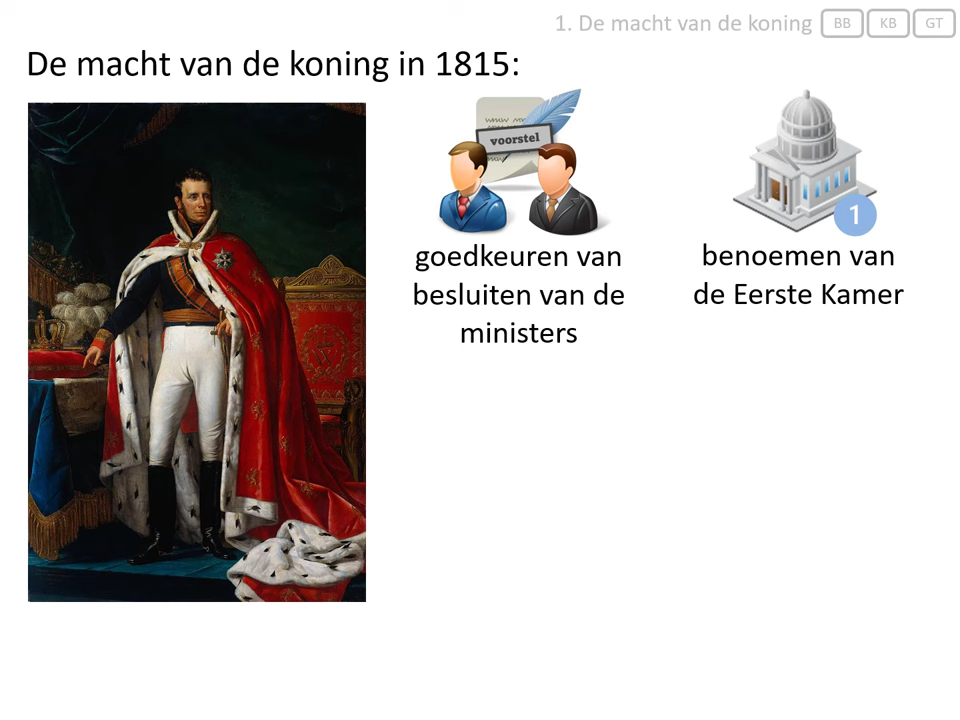 1. De macht van de koning BB KB GT
De macht van de koning in 1815:
voorstel
goedkeuren van
besluiten van de
ministers
1
benoemen van
de Eerste Kamer
W